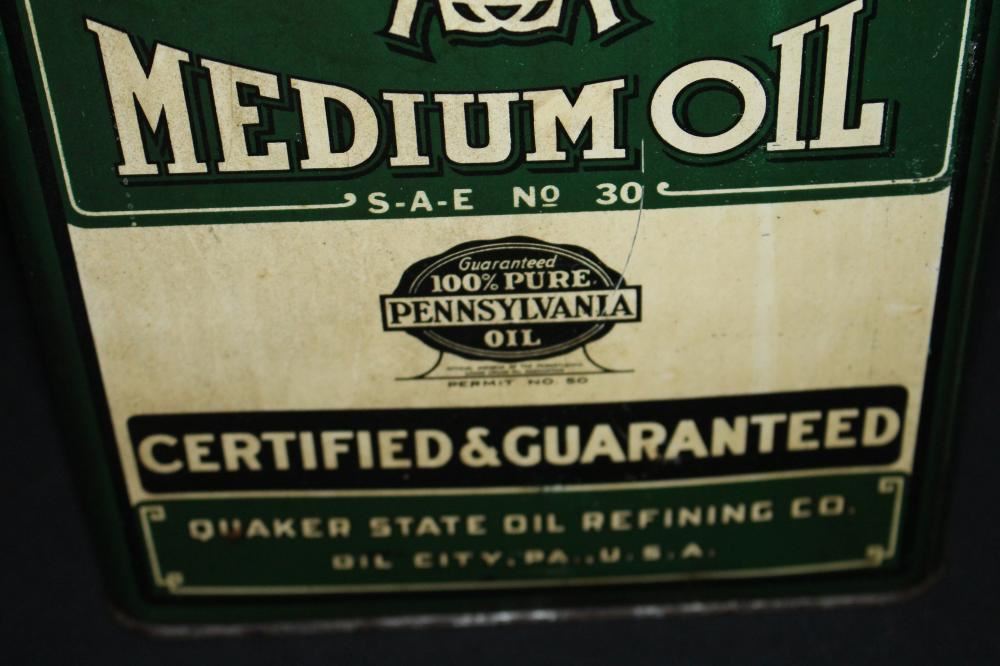 MEDIUM OIL
S-A-E Nº 30
Guaranteed
100% PURE
PENNSYLVANIA
OIL
PERMIT NO. 50
CERTIFIED & GUARANTEED
QUAKER STATE OIL REFINING CO.
OIL CITY, PA., U.S.A.